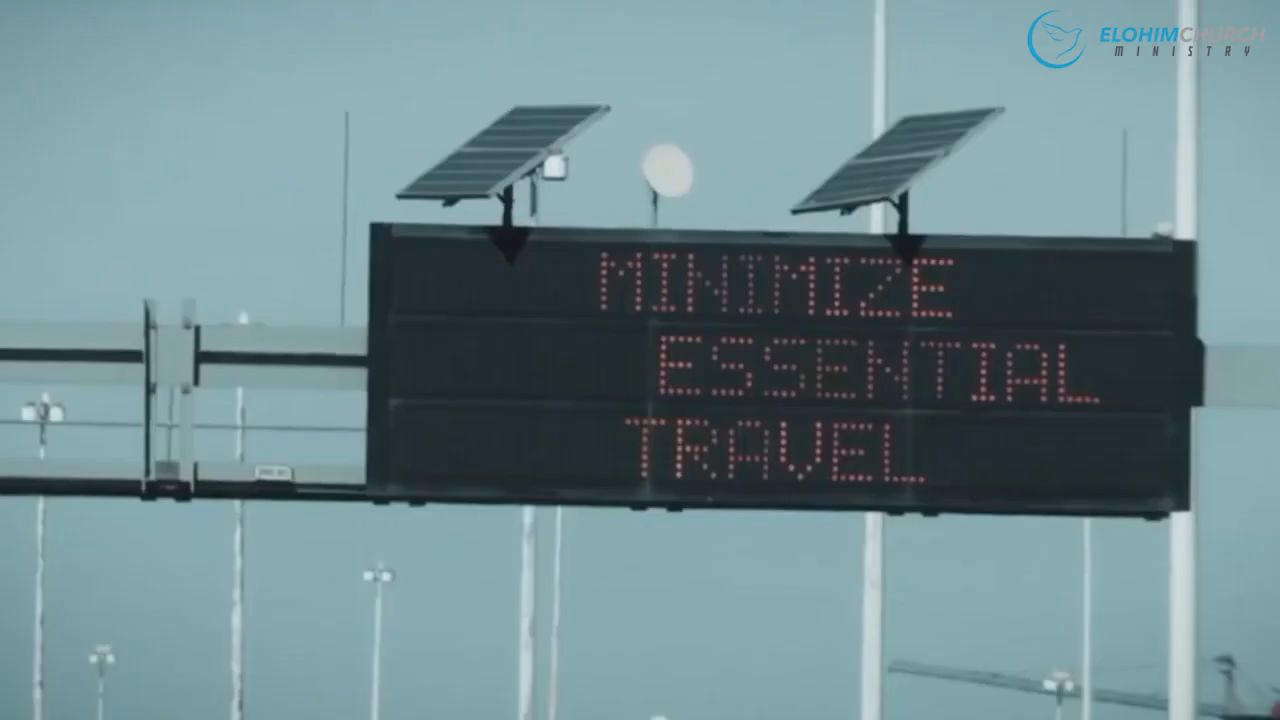 ELOHIMCHURCH
MINISTRY
MINIMIZE
ESSENTIAL
TRAVEL